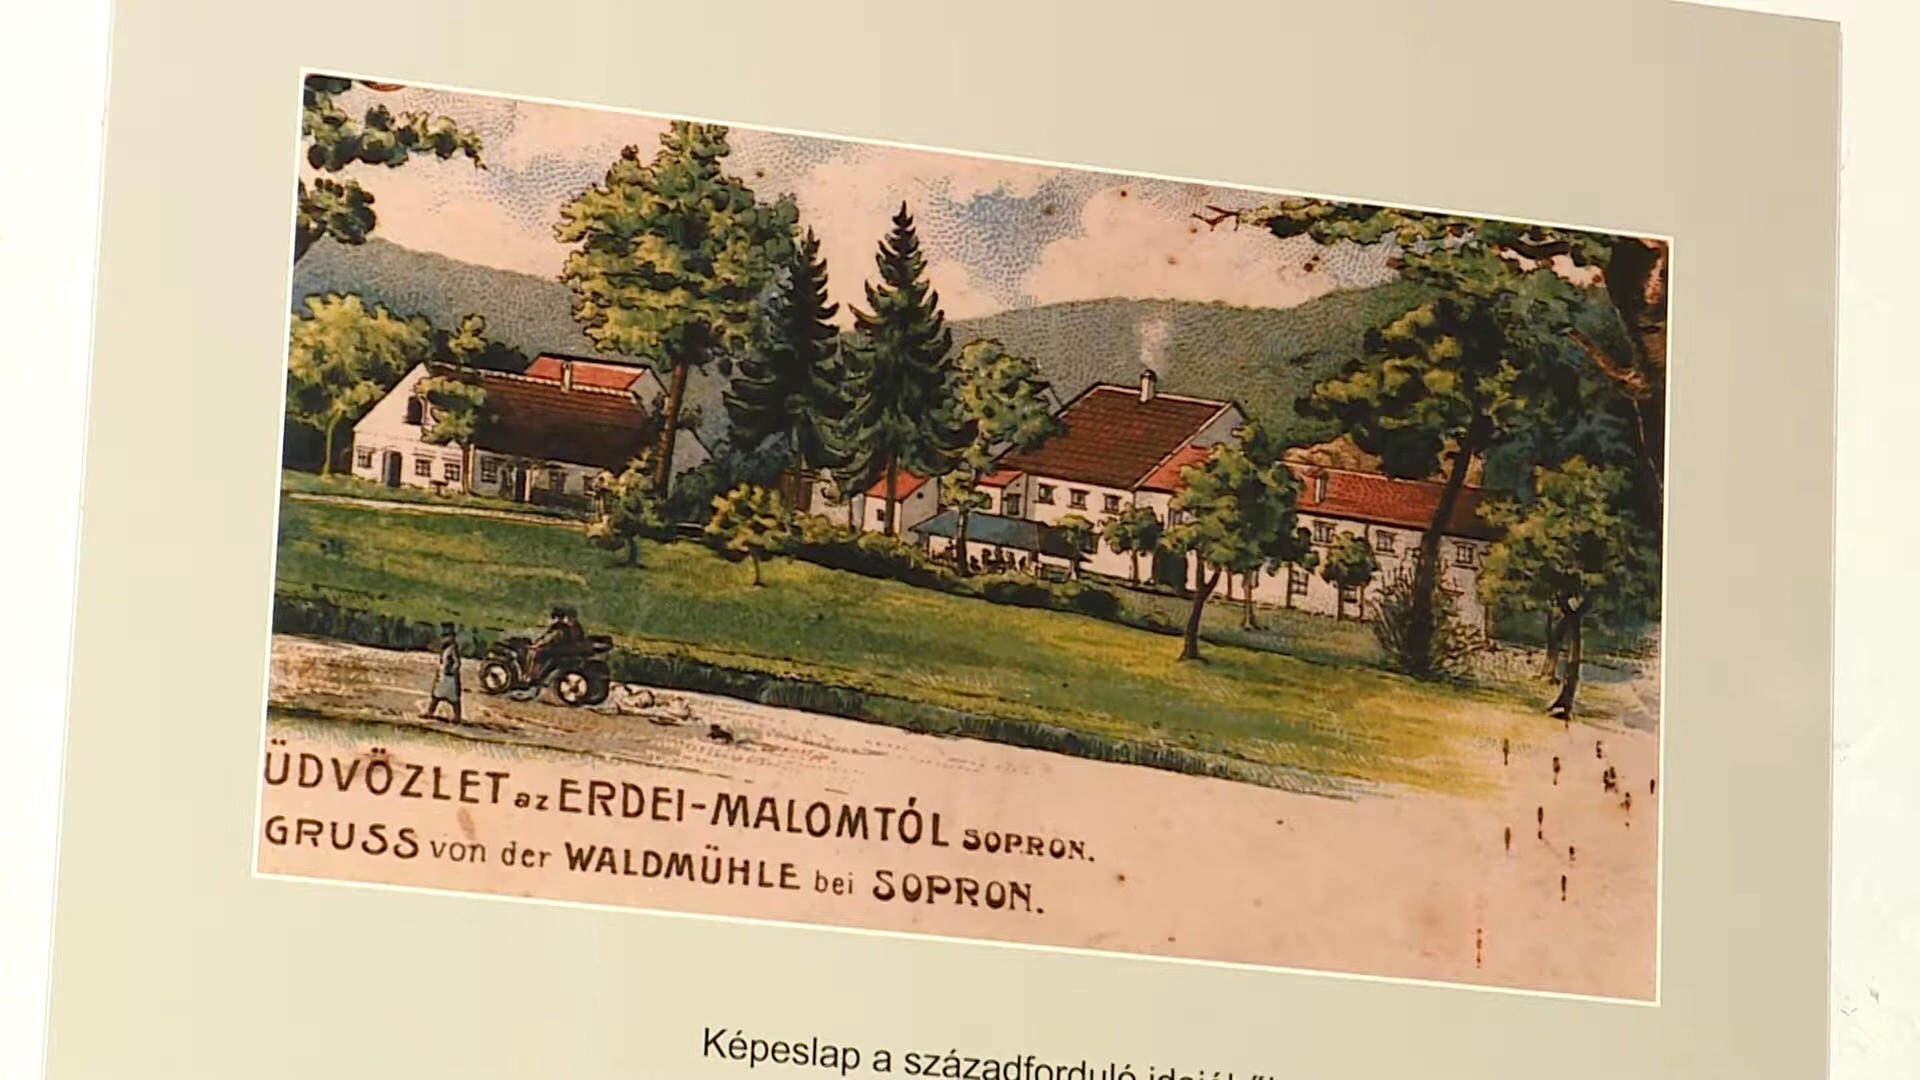 ÜDVÖZLET az ERDEI-MALOMTÓL SOPRON.
GRUSS von der WALDMÜHLE bei SOPRON.
Képeslap a századforduló